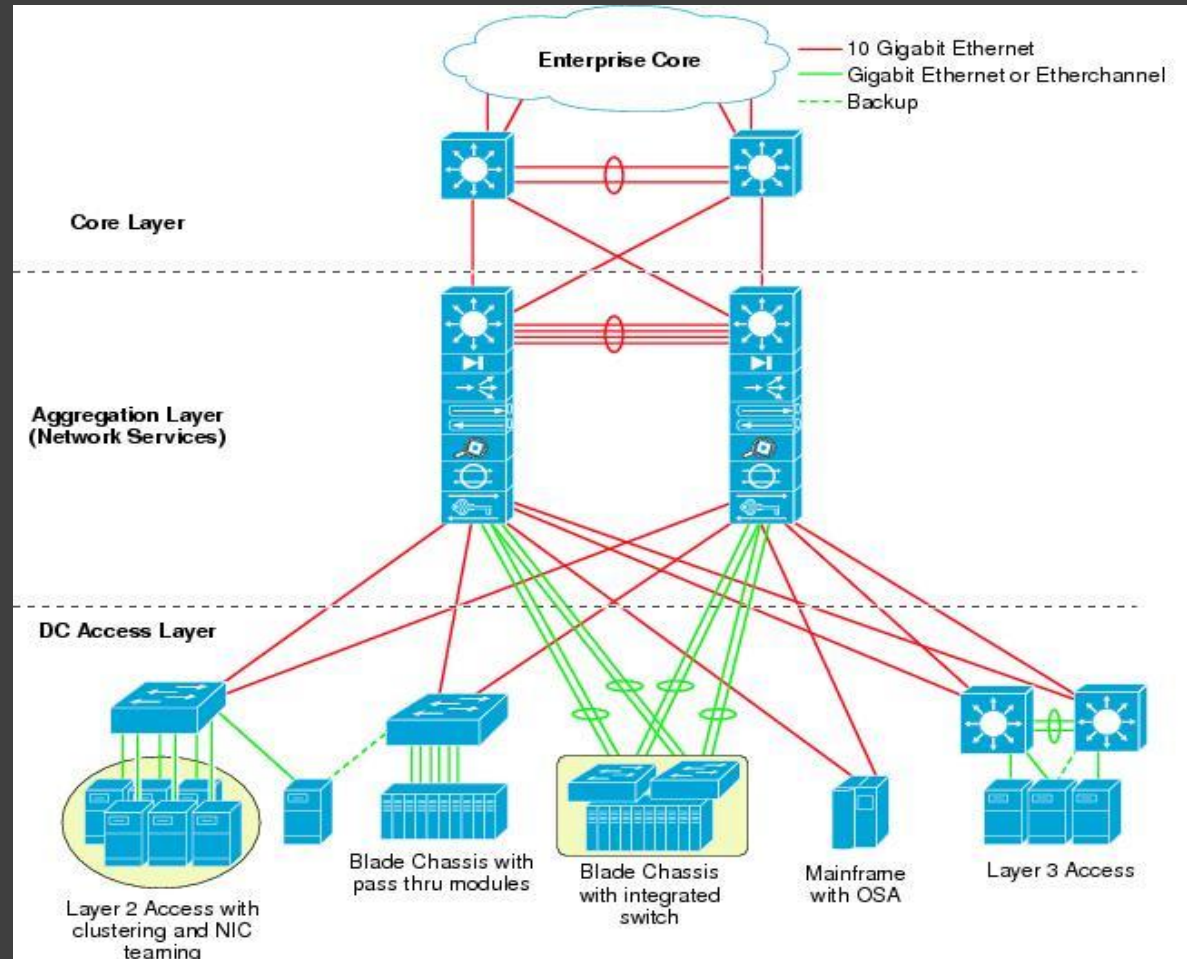 Enterprise Core
10 Gigabit Ethernet
Gigabit Ethernet or Etherchannel
Backup
Core Layer
Aggregation Layer
(Network Services)
DC Access Layer
Layer 2 Access with
clustering and NIC
teaming
Blade Chassis with
pass thru modules
Blade Chassis
with integrated
switch
Mainframe
with OSA
Layer 3 Access